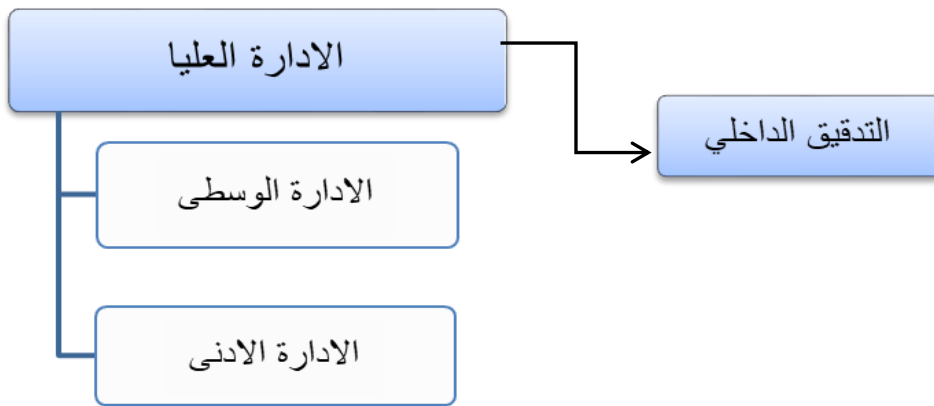 الادارة العليا
التدقيق الداخلي
الادارة الوسطى
الادارة الادنى